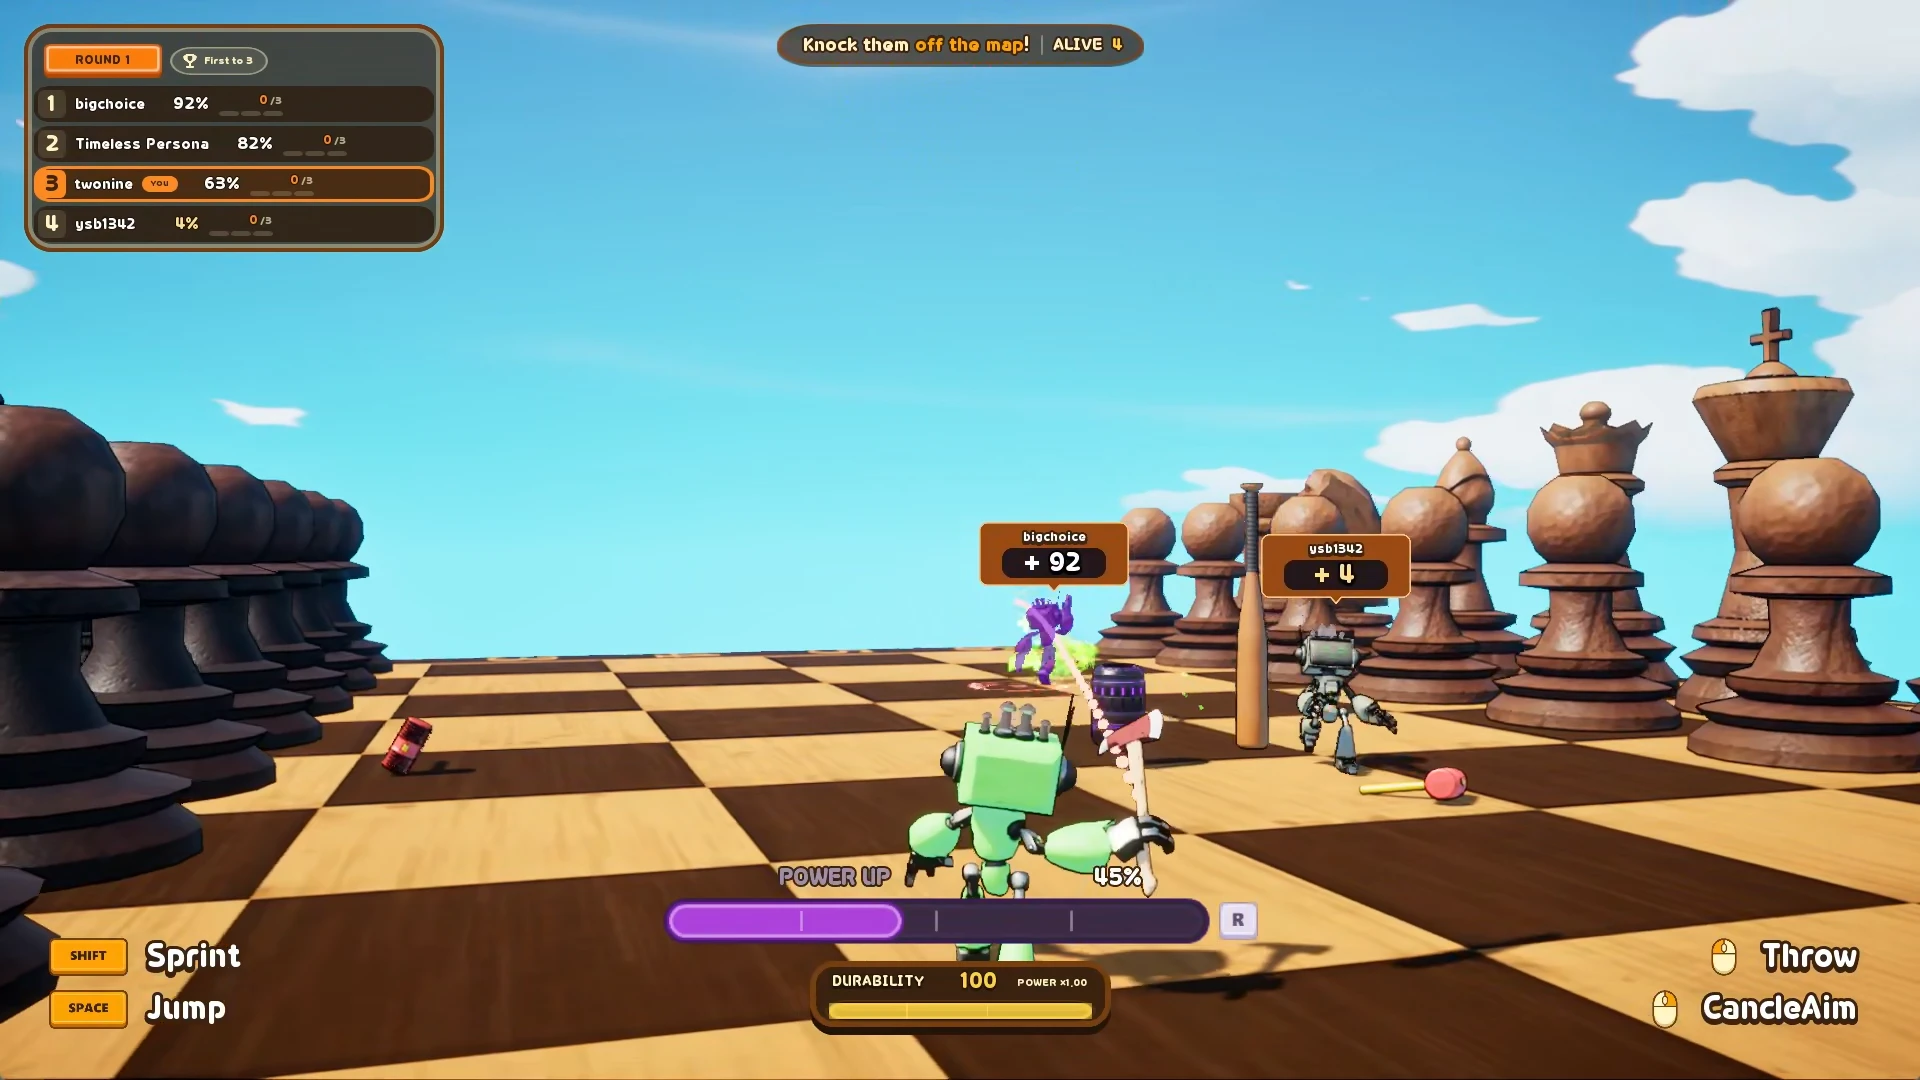 ROUND 1
First to 3
1 bigchoice 92% 0/3
2 Timeless Persona 82% 0/3
3 twonine YOU 63% 0/3
4 ysb1342 4% 0/3
Knock them off the map! ALIVE 4
bigchoice
+ 92
ysb1342
+ 4
POWER UP 45%
R
DURABILITY 100 POWER x1.00
SHIFT Sprint
SPACE Jump
Throw
CancleAim